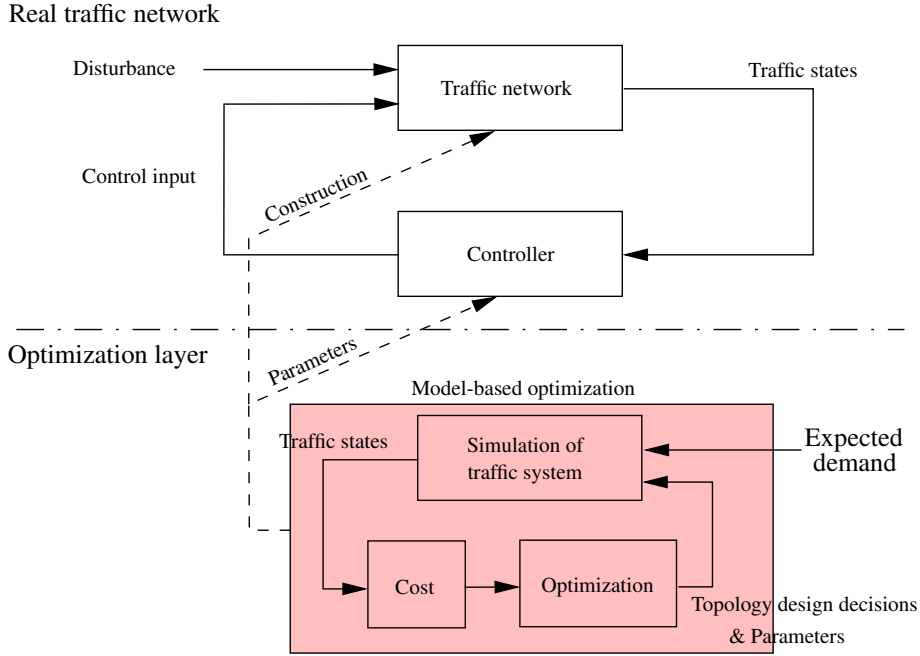 Real traffic network
Disturbance
Traffic network
Traffic states
Control input
Construction
Controller
Optimization layer
Parameters
Model-based optimization
Traffic states
Simulation of
traffic system
Expected
demand
Cost
Optimization
Topology design decisions
& Parameters